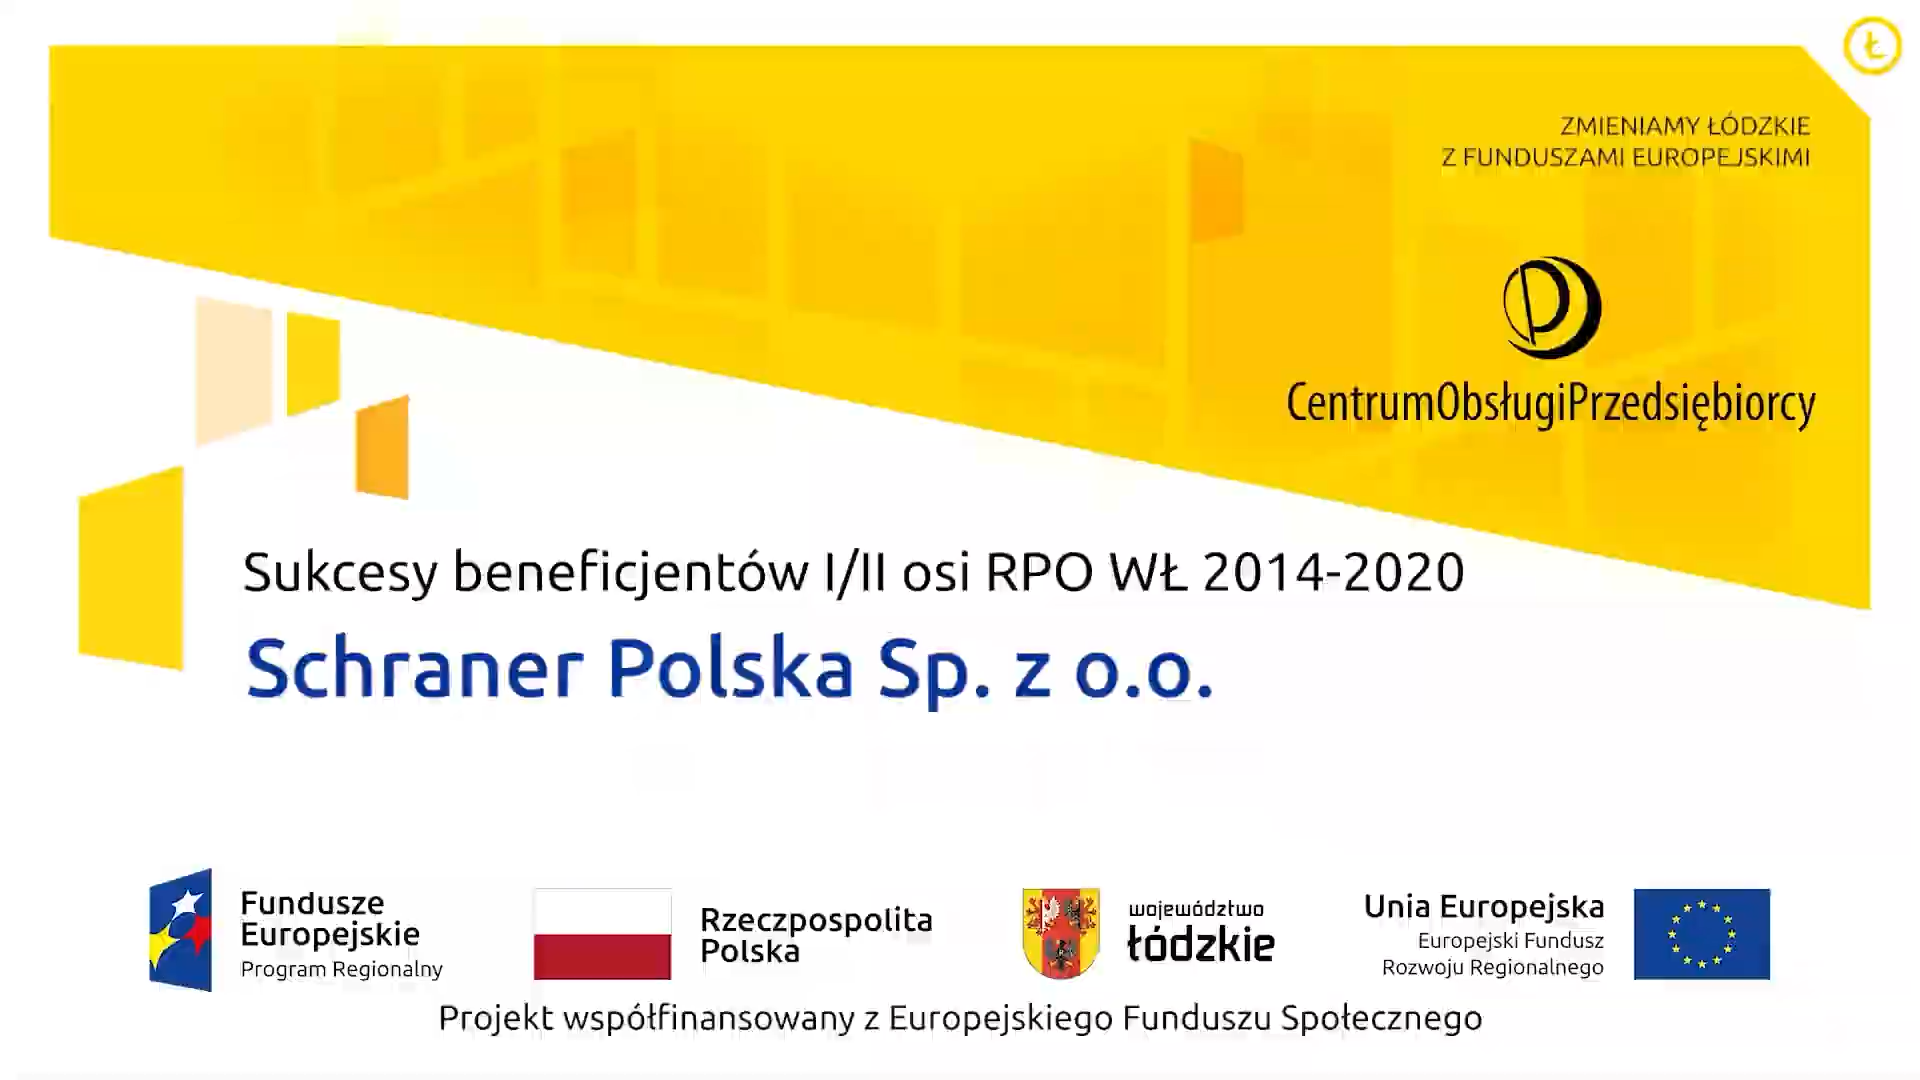 Ł
ZMIENIAMY ŁÓDZKIE
Z FUNDUSZAMI EUROPEJSKIMI
CentrumObsługiPrzedsiębiorcy
Sukcesy beneficjentów I/II osi RPO WŁ 2014-2020
Schraner Polska Sp. z o.o.
Fundusze
Europejskie
Program Regionalny
Rzeczpospolita
Polska
województwo
łódzkie
Unia Europejska
Europejski Fundusz
Rozwoju Regionalnego
Projekt współfinansowany z Europejskiego Funduszu Społecznego